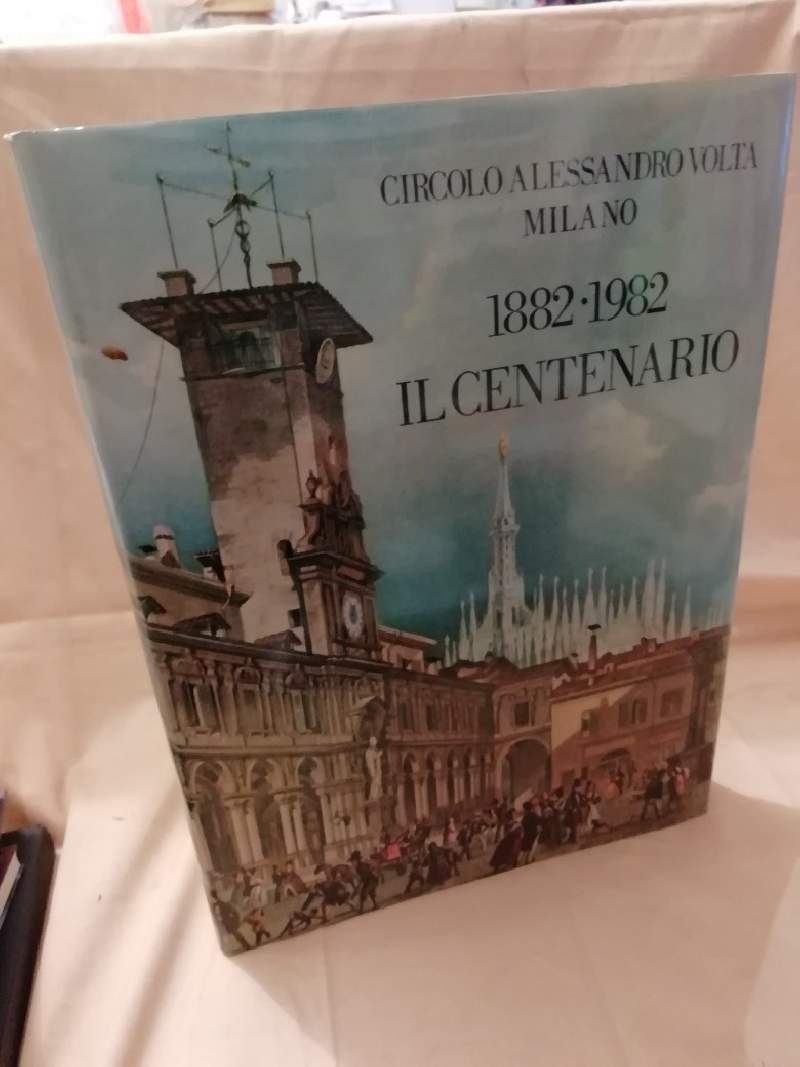 CIRCOLO ALESSANDRO VOLTA
MILANO
1882·1982
IL CENTENARIO